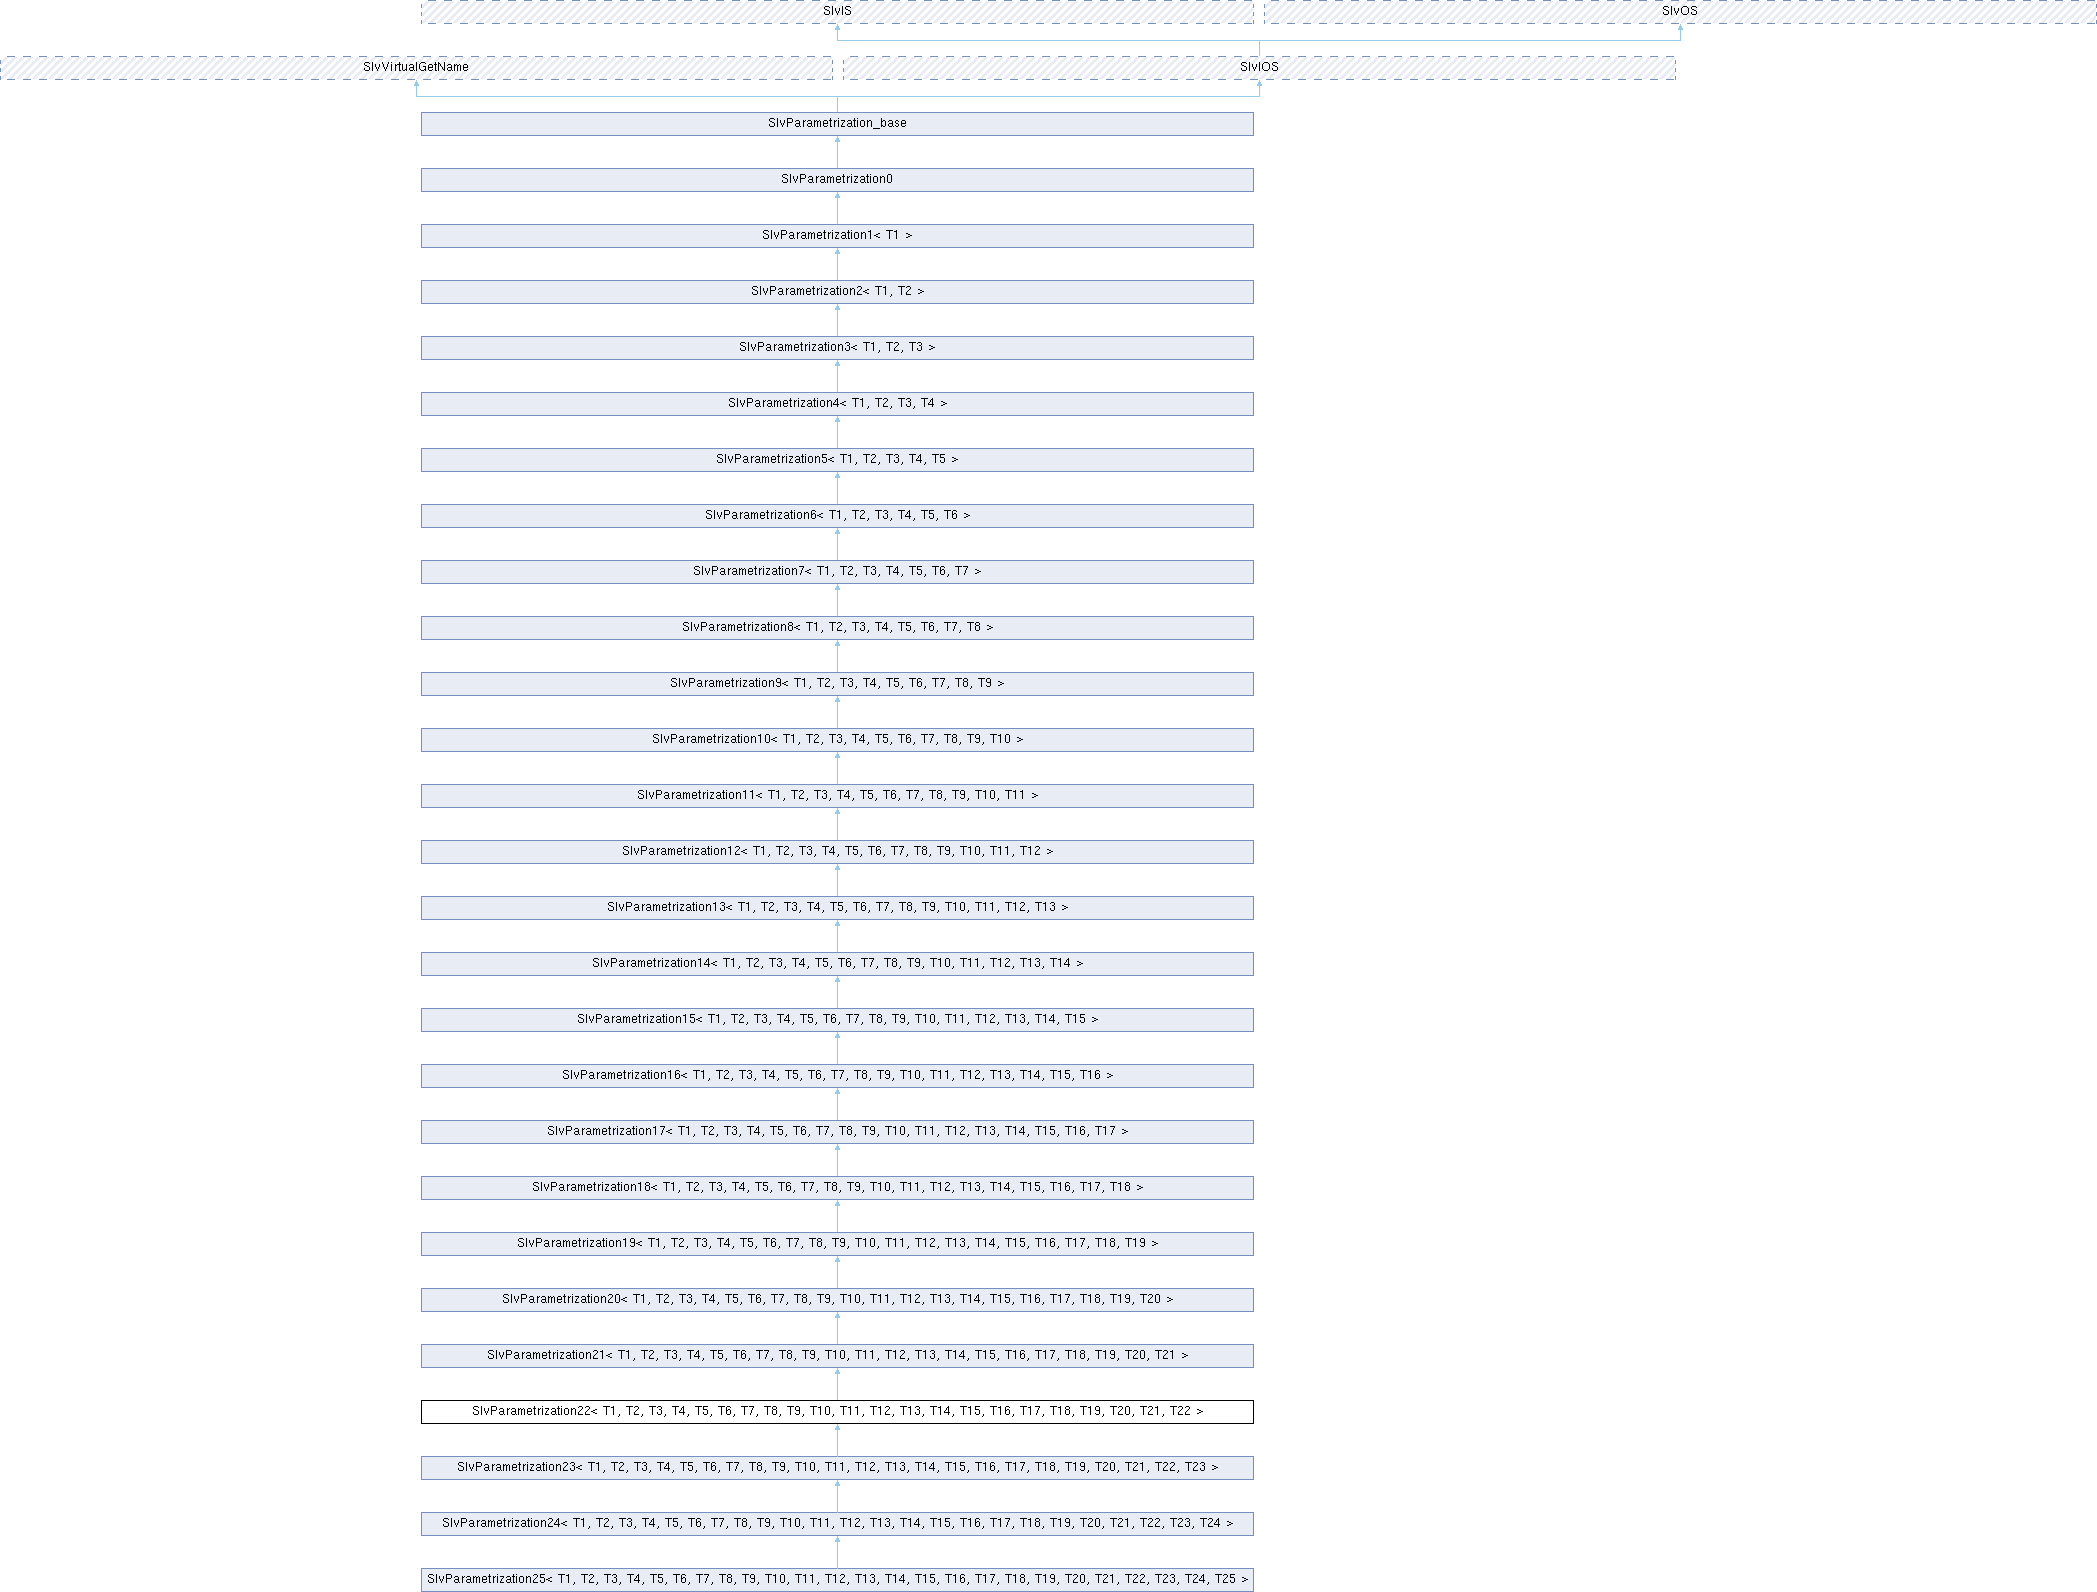 SlvIS
SlvOS
SlvVirtualGetName
SlvIOS
SlvParametrization_base
SlvParametrization0
SlvParametrization1< T1 >
SlvParametrization2< T1, T2 >
SlvParametrization3< T1, T2, T3 >
SlvParametrization4< T1, T2, T3, T4 >
SlvParametrization5< T1, T2, T3, T4, T5 >
SlvParametrization6< T1, T2, T3, T4, T5, T6 >
SlvParametrization7< T1, T2, T3, T4, T5, T6, T7 >
SlvParametrization8< T1, T2, T3, T4, T5, T6, T7, T8 >
SlvParametrization9< T1, T2, T3, T4, T5, T6, T7, T8, T9 >
SlvParametrization10< T1, T2, T3, T4, T5, T6, T7, T8, T9, T10 >
SlvParametrization11< T1, T2, T3, T4, T5, T6, T7, T8, T9, T10, T11 >
SlvParametrization12< T1, T2, T3, T4, T5, T6, T7, T8, T9, T10, T11, T12 >
SlvParametrization13< T1, T2, T3, T4, T5, T6, T7, T8, T9, T10, T11, T12, T13 >
SlvParametrization14< T1, T2, T3, T4, T5, T6, T7, T8, T9, T10, T11, T12, T13, T14 >
SlvParametrization15< T1, T2, T3, T4, T5, T6, T7, T8, T9, T10, T11, T12, T13, T14, T15 >
SlvParametrization16< T1, T2, T3, T4, T5, T6, T7, T8, T9, T10, T11, T12, T13, T14, T15, T16 >
SlvParametrization17< T1, T2, T3, T4, T5, T6, T7, T8, T9, T10, T11, T12, T13, T14, T15, T16, T17 >
SlvParametrization18< T1, T2, T3, T4, T5, T6, T7, T8, T9, T10, T11, T12, T13, T14, T15, T16, T17, T18 >
SlvParametrization19< T1, T2, T3, T4, T5, T6, T7, T8, T9, T10, T11, T12, T13, T14, T15, T16, T17, T18, T19 >
SlvParametrization20< T1, T2, T3, T4, T5, T6, T7, T8, T9, T10, T11, T12, T13, T14, T15, T16, T17, T18, T19, T20 >
SlvParametrization21< T1, T2, T3, T4, T5, T6, T7, T8, T9, T10, T11, T12, T13, T14, T15, T16, T17, T18, T19, T20, T21 >
SlvParametrization22< T1, T2, T3, T4, T5, T6, T7, T8, T9, T10, T11, T12, T13, T14, T15, T16, T17, T18, T19, T20, T21, T22 >
SlvParametrization23< T1, T2, T3, T4, T5, T6, T7, T8, T9, T10, T11, T12, T13, T14, T15, T16, T17, T18, T19, T20, T21, T22, T23 >
SlvParametrization24< T1, T2, T3, T4, T5, T6, T7, T8, T9, T10, T11, T12, T13, T14, T15, T16, T17, T18, T19, T20, T21, T22, T23, T24 >
SlvParametrization25< T1, T2, T3, T4, T5, T6, T7, T8, T9, T10, T11, T12, T13, T14, T15, T16, T17, T18, T19, T20, T21, T22, T23, T24, T25 >